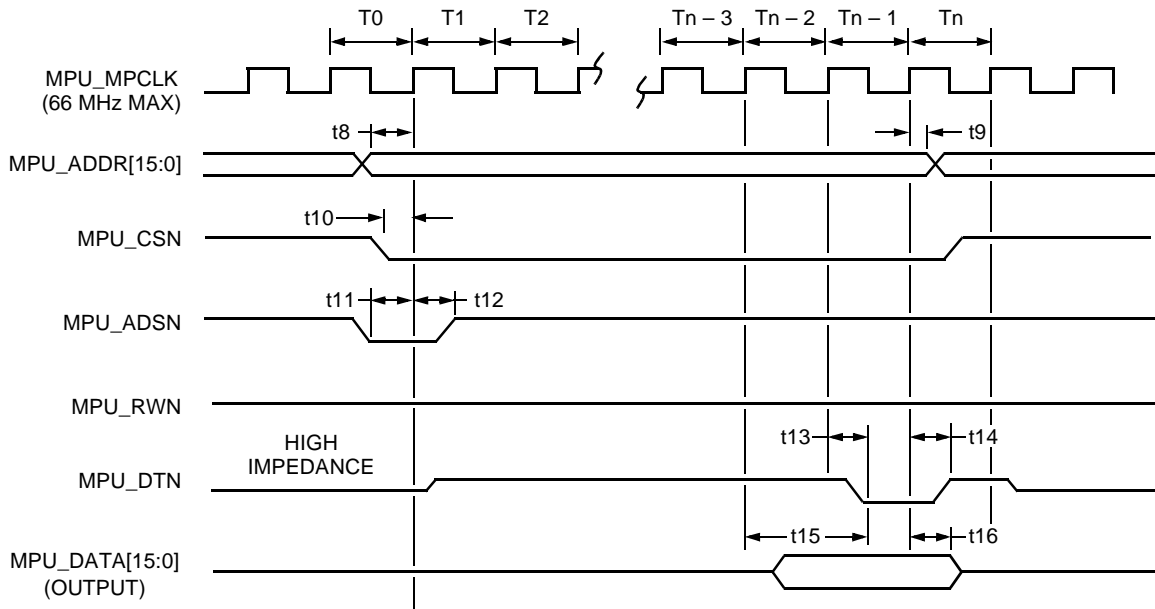 T0 T1 T2 Tn – 3 Tn – 2 Tn – 1 Tn
MPU_MPCLK
(66 MHz MAX)
t8 t9
MPU_ADDR[15:0]
t10
MPU_CSN
t11 t12
MPU_ADSN
MPU_RWN
t13 t14
HIGH
IMPEDANCE
MPU_DTN
t15 t16
MPU_DATA[15:0]
(OUTPUT)